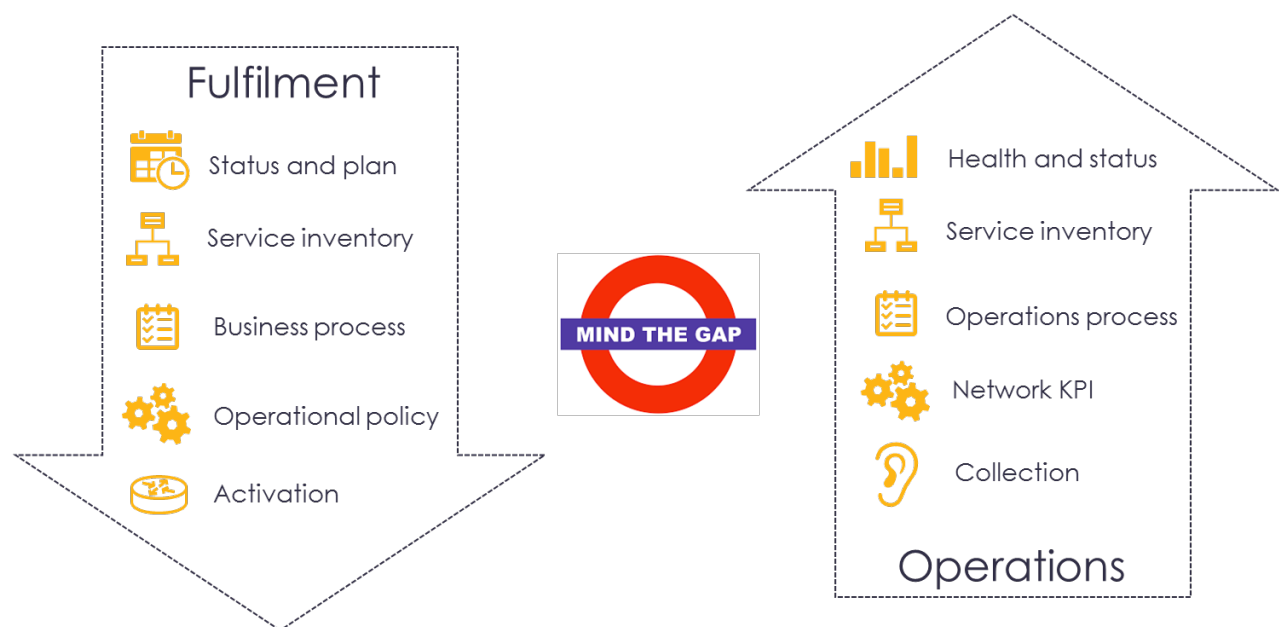 Fulfilment
Status and plan
Service inventory
Business process
Operational policy
Activation
MIND THE GAP
Health and status
Service inventory
Operations process
Network KPI
Collection
Operations